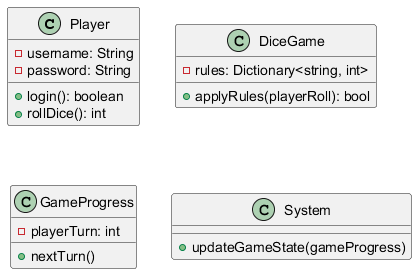 C Player
username: String
password: String
login(): boolean
rollDice(): int
C DiceGame
rules: Dictionary<string, int>
applyRules(playerRoll): bool
C GameProgress
playerTurn: int
nextTurn()
C System
updateGameState(gameProgress)